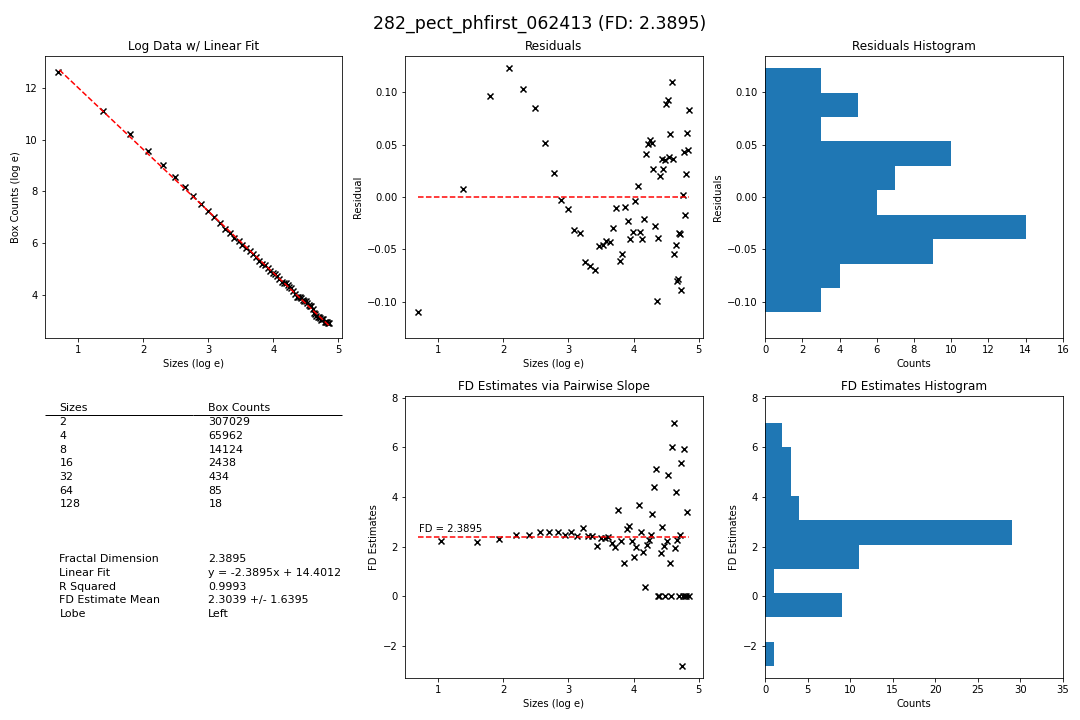 282_pect_phfirst_062413 (FD: 2.3895)
Log Data w/ Linear Fit
Box Counts (log e)
12
10
8
6
4
1 2 3 4 5
Sizes (log e)
Residuals
Residual
0.10
0.05
0.00
−0.05
−0.10
1 2 3 4 5
Sizes (log e)
Residuals Histogram
Residuals
0.10
0.05
0.00
−0.05
−0.10
0 2 4 6 8 10 12 14 16
Counts
Sizes Box Counts
2 307029
4 65962
8 14124
16 2438
32 434
64 85
128 18
Fractal Dimension 2.3895
Linear Fit y = -2.3895x + 14.4012
R Squared 0.9993
FD Estimate Mean 2.3039 +/- 1.6395
Lobe Left
FD Estimates via Pairwise Slope
FD Estimates
8
6
4
2
0
−2
FD = 2.3895
1 2 3 4 5
Sizes (log e)
FD Estimates Histogram
FD Estimates
8
6
4
2
0
−2
0 5 10 15 20 25 30 35
Counts